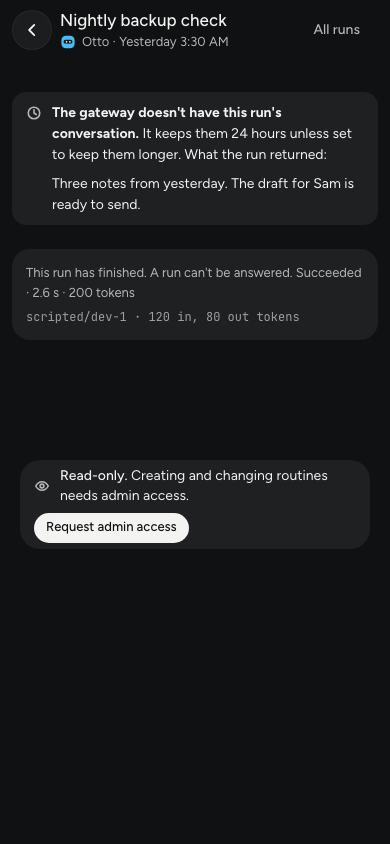 Nightly backup check
Otto · Yesterday 3:30 AM
All runs
The gateway doesn't have this run's
conversation. It keeps them 24 hours unless set
to keep them longer. What the run returned:
Three notes from yesterday. The draft for Sam is
ready to send.
This run has finished. A run can't be answered. Succeeded
· 2.6 s · 200 tokens
scripted/dev-1 · 120 in, 80 out tokens
Read-only. Creating and changing routines
needs admin access.
Request admin access